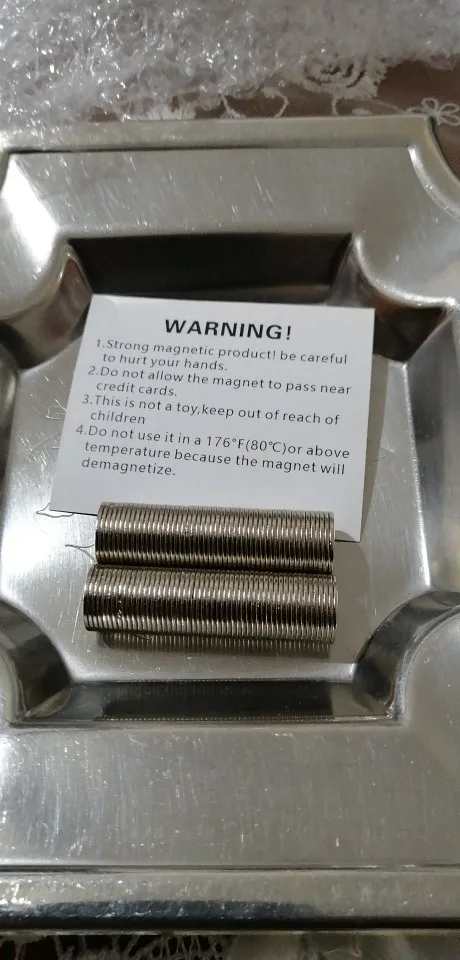 WARNING!
1.Strong magnetic product! be careful
to hurt your hands.
2.Do not allow the magnet to pass near
credit cards.
3.This is not a toy,keep out of reach of
children
4.Do not use it in a 176°F(80℃)or above
temperature because the magnet will
demagnetize.